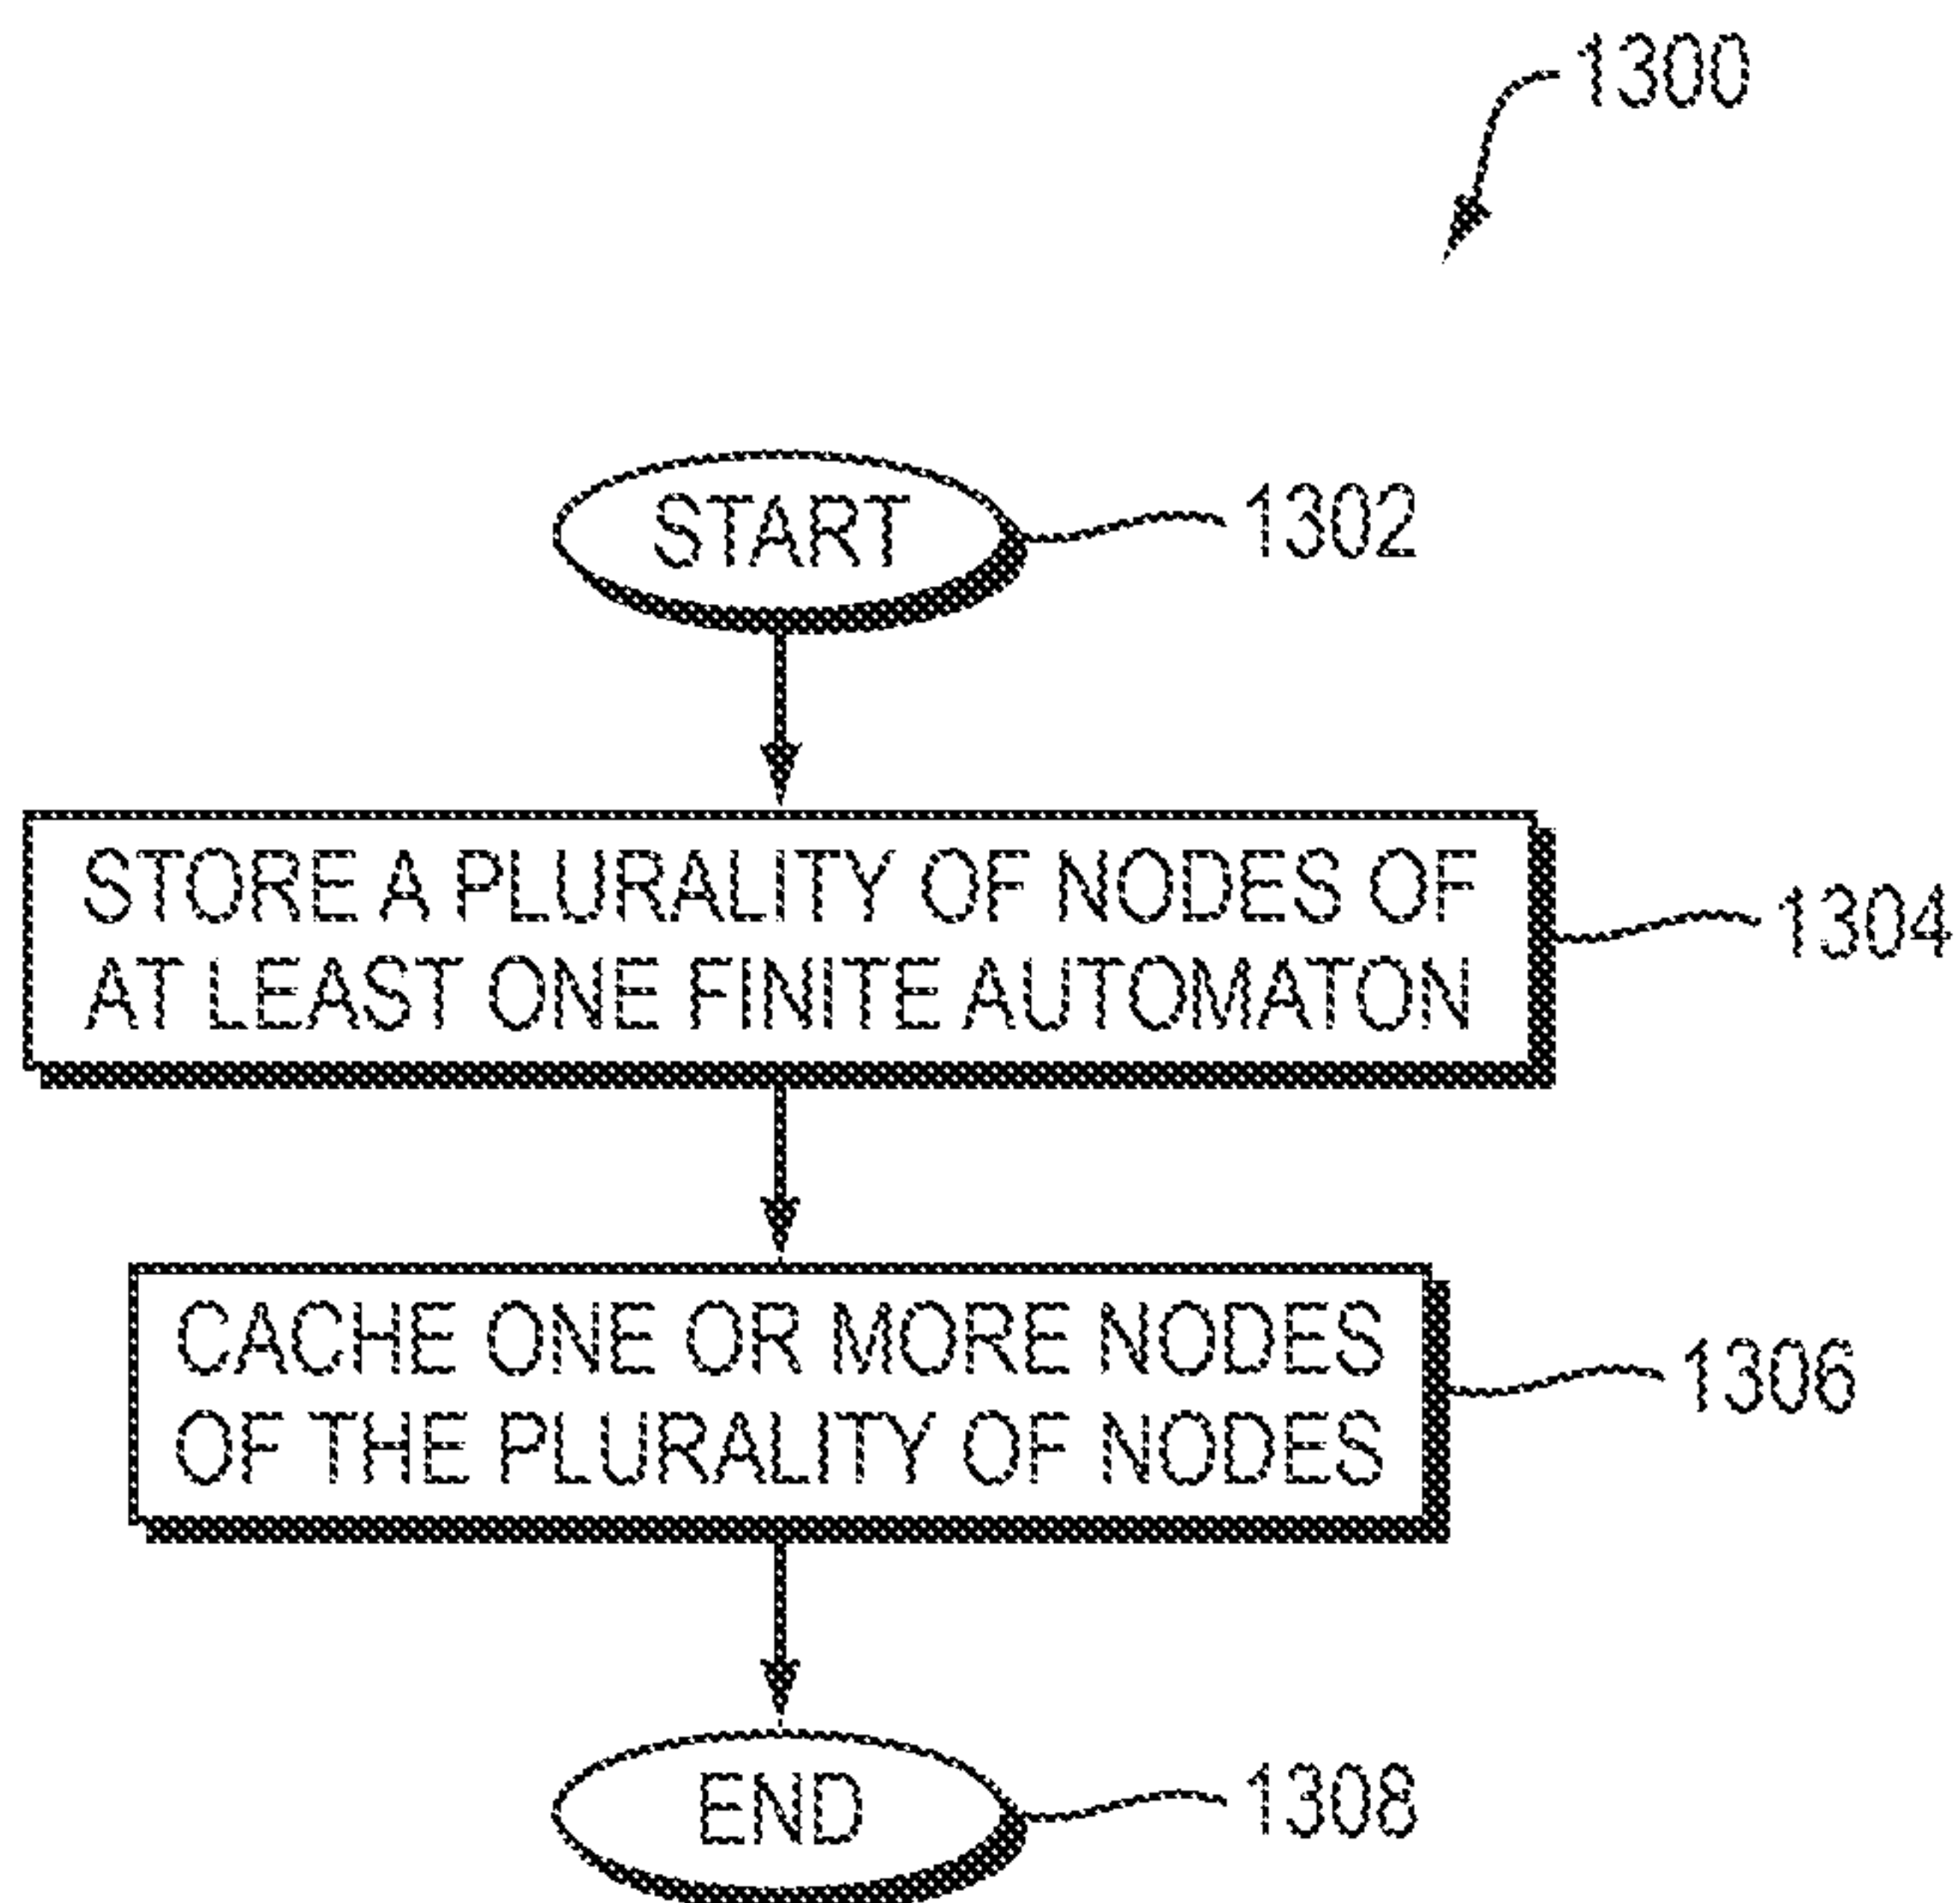 1300
START
1302
STORE A PLURALITY OF NODES OF
AT LEAST ONE FINITE AUTOMATON
1304
CACHE ONE OR MORE NODES
OF THE PLURALITY OF NODES
1306
END
1308